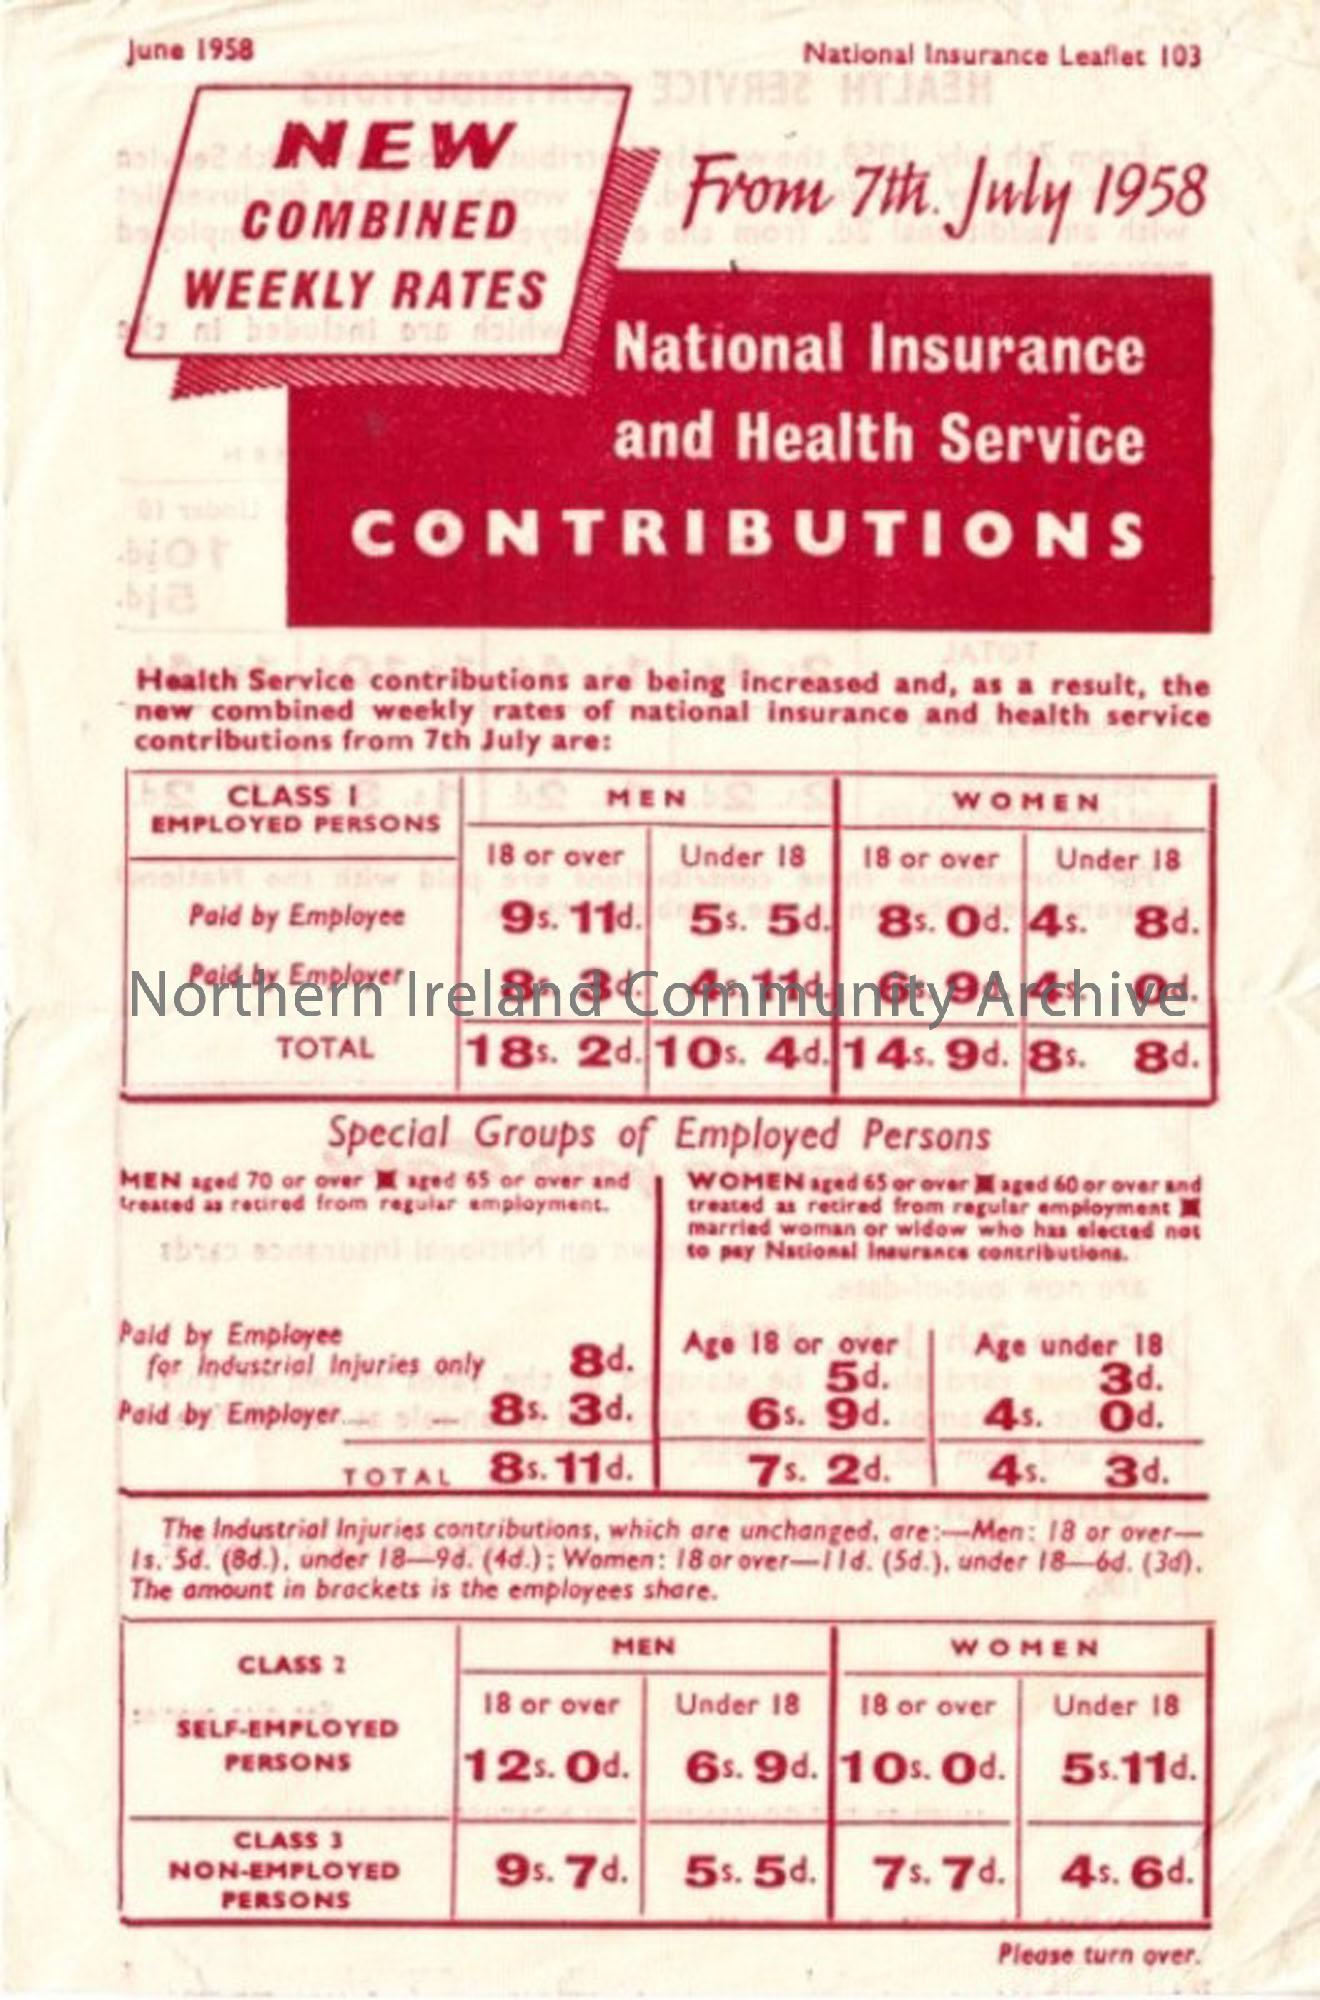 June 1958
National Insurance Leaflet 103
NEW
COMBINED
WEEKLY RATES
From 7th. July 1958
National Insurance
and Health Service
CONTRIBUTIONS
Health Service contributions are being increased and, as a result, the
new combined weekly rates of national insurance and health service
contributions from 7th July are:
CLASS 1 MEN WOMEN
EMPLOYED PERSONS
18 or over Under 18 18 or over Under 18
Paid by Employee 9s. 11d. 5s. 5d. 8s. 0d. 4s. 8d.
Paid by Employer 8s. 3d. 4s. 11d. 6s. 9d. 4s. 0d.
Northern Ireland Community Archive
TOTAL 18s. 2d. 10s. 4d. 14s. 9d. 8s. 8d.
Special Groups of Employed Persons
MEN aged 70 or over ■ aged 65 or over and
treated as retired from regular employment.
WOMEN aged 65 or over ■ aged 60 or over and
treated as retired from regular employment ■
married woman or widow who has elected not
to pay National Insurance contributions.
Paid by Employee Age 18 or over Age under 18
for Industrial Injuries only 8d. 5d. 3d.
Paid by Employer 8s. 3d. 6s. 9d. 4s. 0d.
TOTAL 8s. 11d. 7s. 2d. 4s. 3d.
The Industrial Injuries contributions, which are unchanged, are:—Men: 18 or over—
1s. 5d. (8d.), under 18—9d. (4d.); Women: 18 or over—11d. (5d.), under 18—6d. (3d).
The amount in brackets is the employees share.
CLASS 2 MEN WOMEN
18 or over Under 18 18 or over Under 18
SELF-EMPLOYED
PERSONS 12s. 0d. 6s. 9d. 10s. 0d. 5s. 11d.
CLASS 3
NON-EMPLOYED 9s. 7d. 5s. 5d. 7s. 7d. 4s. 6d.
PERSONS
Please turn over.